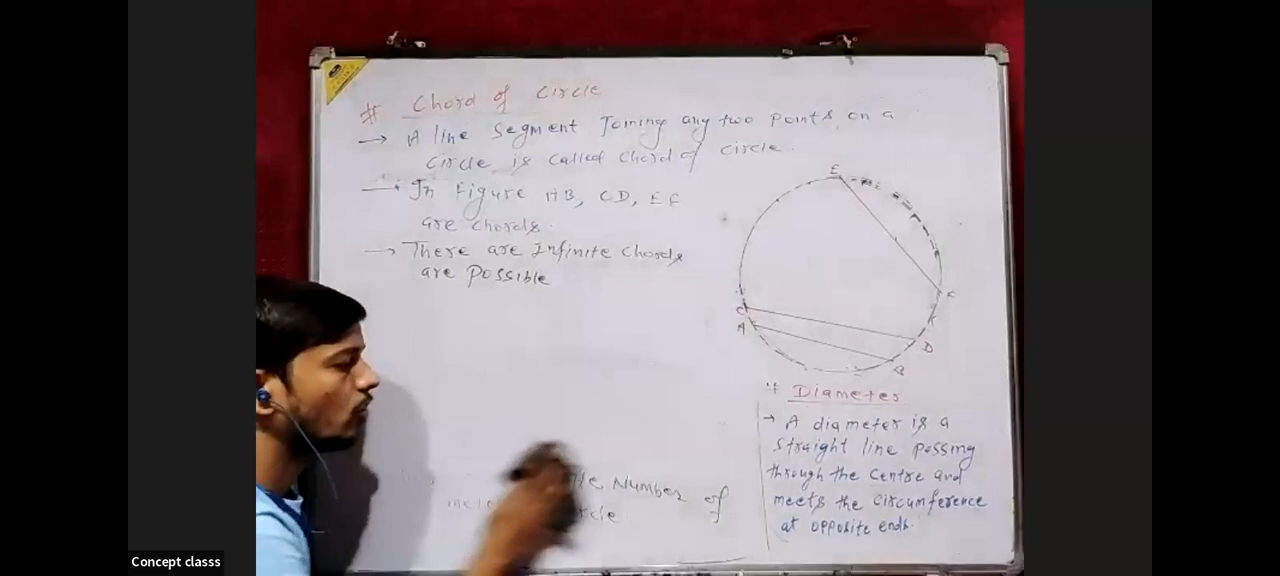 # Chord of Circle
→ A line segment Joining any two points on a
Circle is called Chord of Circle.
→ In Figure AB, CD, EF
are chords.
→ There are Infinite Chords
are Possible
E
F
C
A
D
B
Diameter
→ A diameter is a
straight line passing
through the centre and
meets the circumference
at opposite ends.
Number of
Concept classs